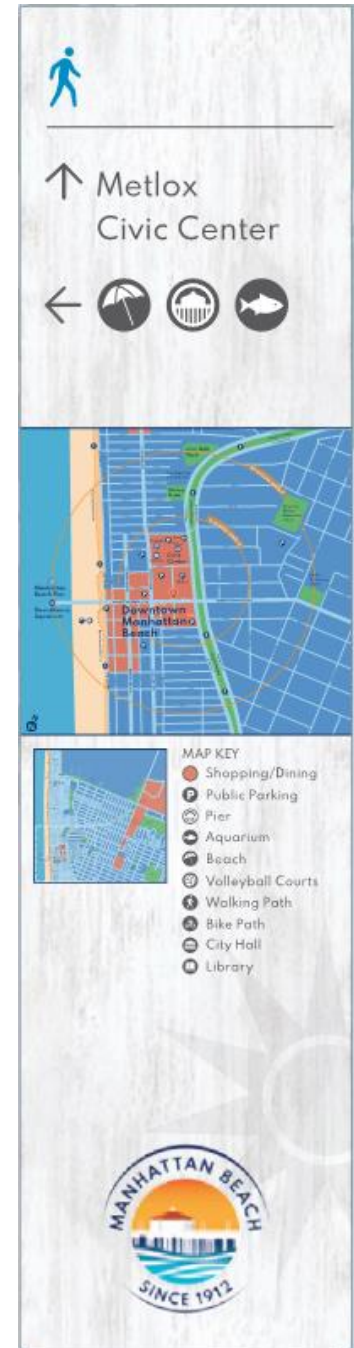 Metlox
Civic Center
Downtown
Manhattan
Beach
MAP KEY
Shopping/Dining
Public Parking
Pier
Aquarium
Beach
Volleyball Courts
Walking Path
Bike Path
City Hall
Library
MANHATTAN BEACH
SINCE 1912